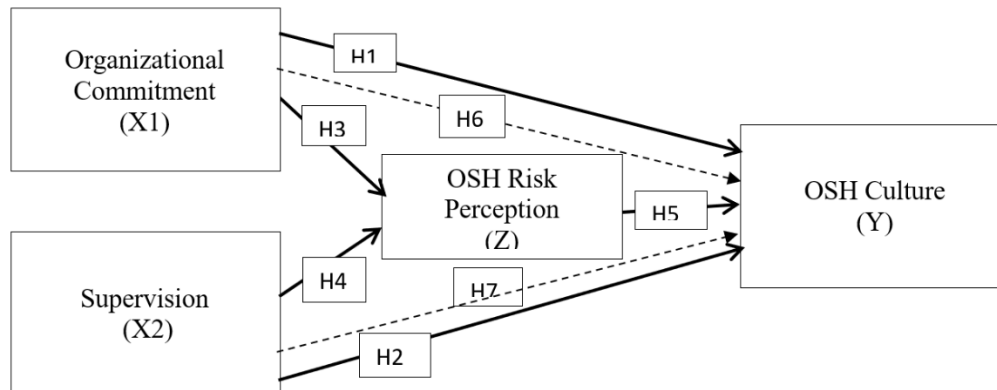 Organizational
Commitment
(X1)
H1
H3
H6
OSH Risk
Perception
(Z)
H5
OSH Culture
(Y)
Supervision
(X2)
H4
H7
H2